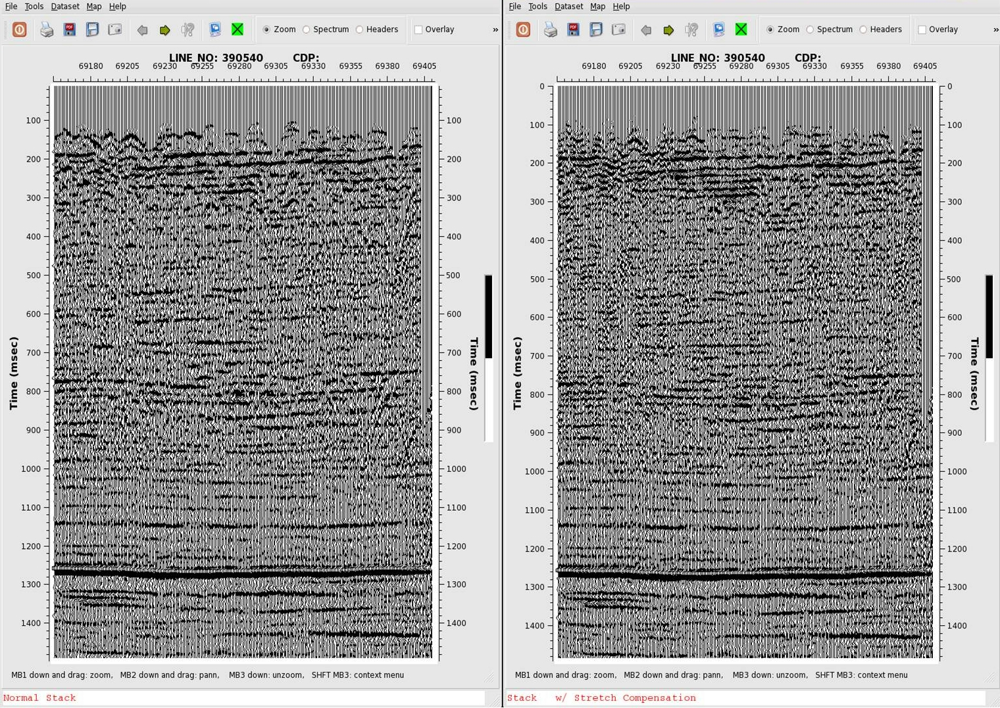 File Tools Dataset Map Help
Zoom Spectrum Headers Overlay »
LINE NO: 390540 CDP:
69180 69205 69230 69255 69280 69305 69330 69355 69380 69405
100 100
200 200
300 300
400 400
500 500
600 600
700 700
800 800
900 900
1000 1000
1100 1100
1200 1200
1300 1300
1400 1400
Time (msec)
Time (msec)
MB1 down and drag: zoom, MB2 down and drag: pann, MB3 down: unzoom, SHFT MB3: context menu
Normal Stack
File Tools Dataset Map Help
Zoom Spectrum Headers Overlay »
LINE NO: 390540 CDP:
69180 69205 69230 69255 69280 69305 69330 69355 69380 69405
0 0
100 100
200 200
300 300
400 400
500 500
600 600
700 700
800 800
900 900
1000 1000
1100 1100
1200 1200
1300 1300
1400 1400
Time (msec)
Time (msec)
MB1 down and drag: zoom, MB2 down and drag: pann, MB3 down: unzoom, SHFT MB3: context menu
Stack w/ Stretch Compensation